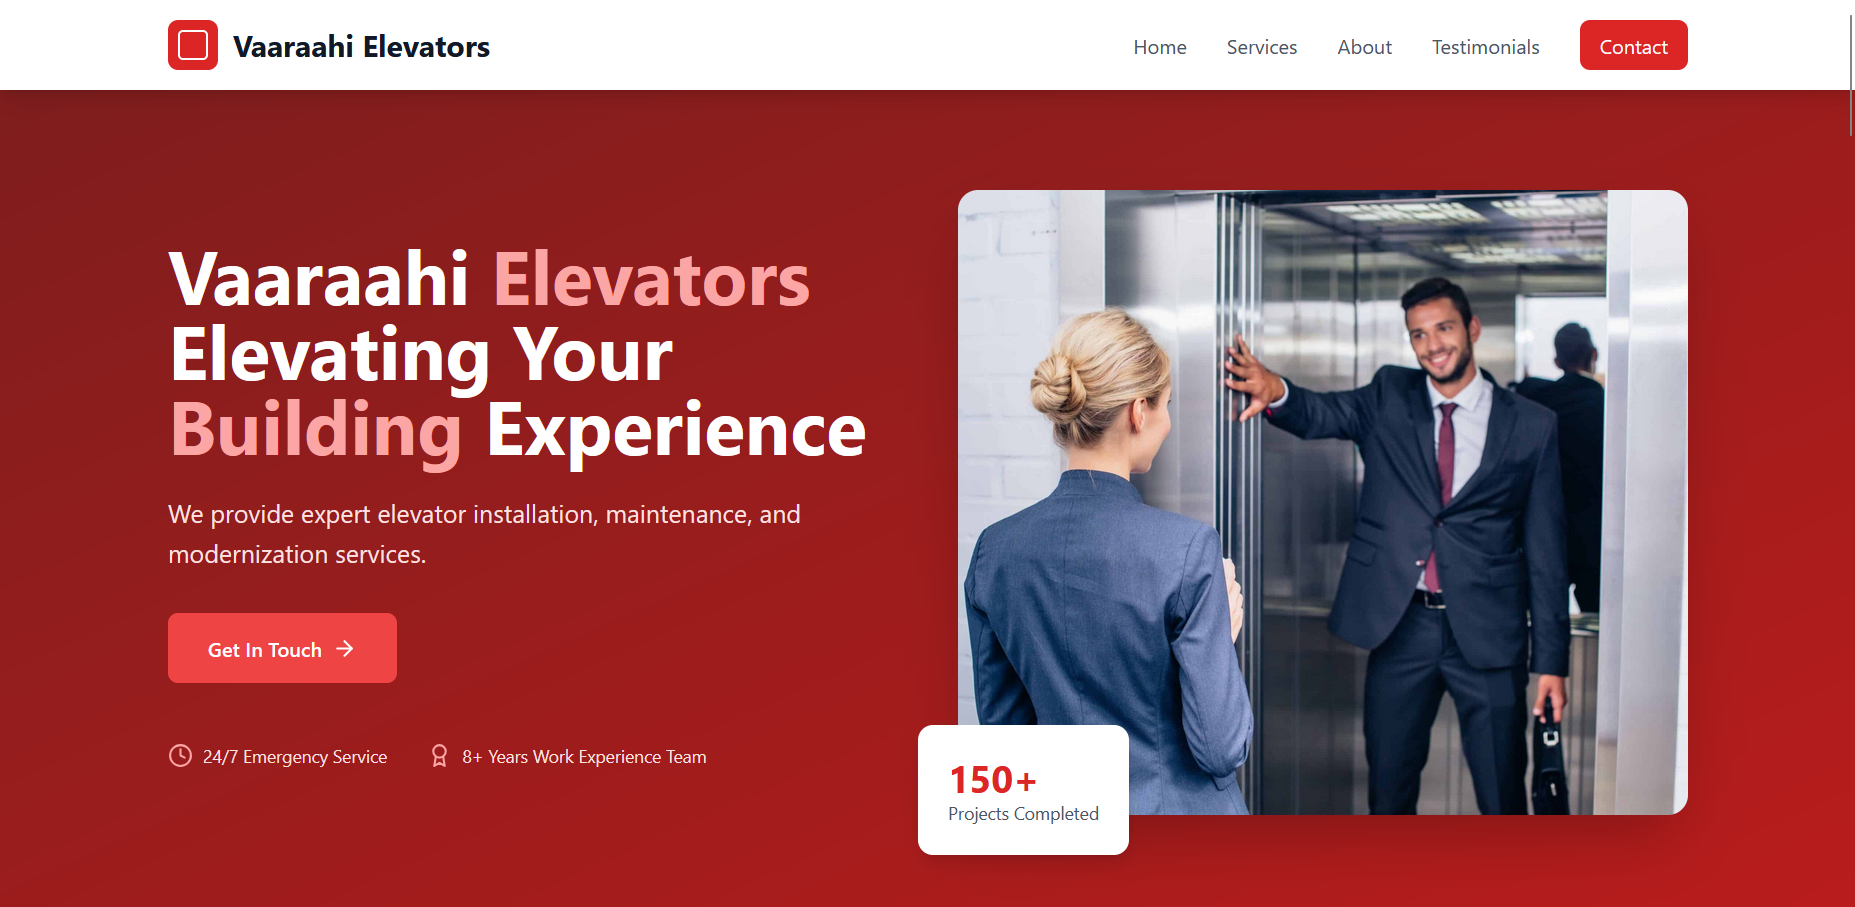 Vaaraahi Elevators
Home
Services
About
Testimonials
Contact
Vaaraahi Elevators
Elevating Your
Building Experience
We provide expert elevator installation, maintenance, and
modernization services.
Get In Touch
24/7 Emergency Service
8+ Years Work Experience Team
150+
Projects Completed